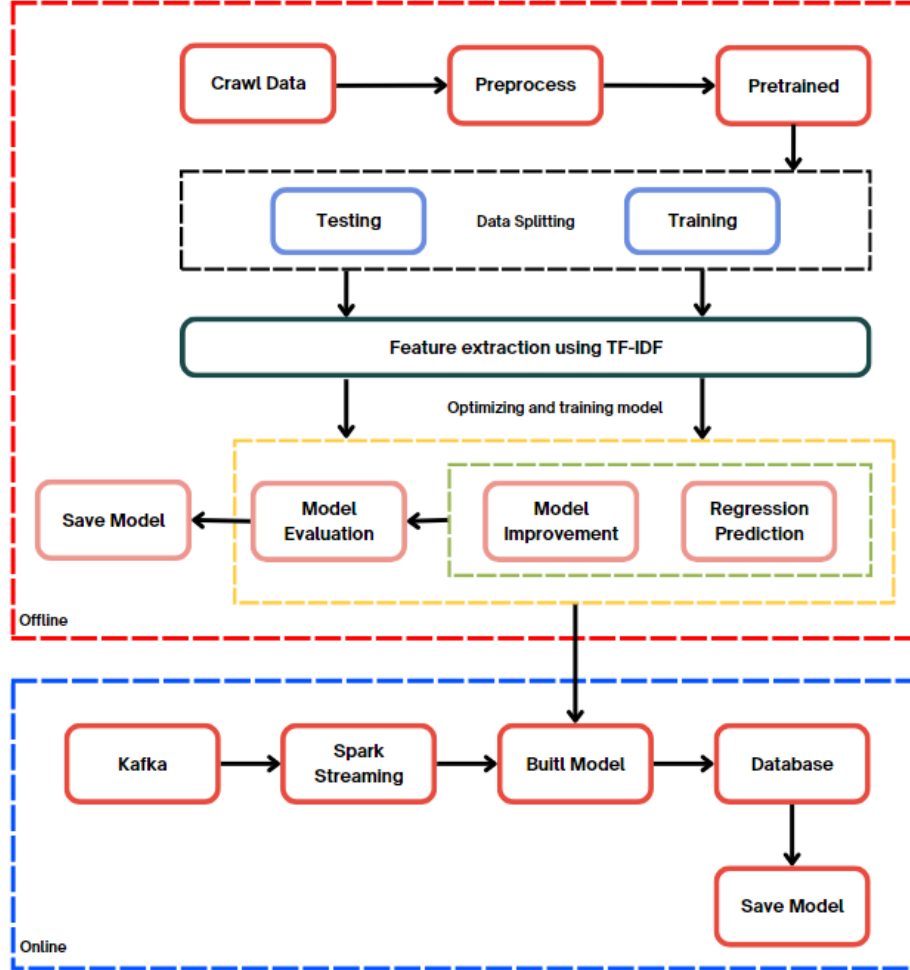 Crawl Data
Preprocess
Pretrained
Testing
Data Splitting
Training
Feature extraction using TF-IDF
Optimizing and training model
Save Model
Model
Evaluation
Model
Improvement
Regression
Prediction
Offline
Kafka
Spark
Streaming
Buitl Model
Database
Save Model
Online